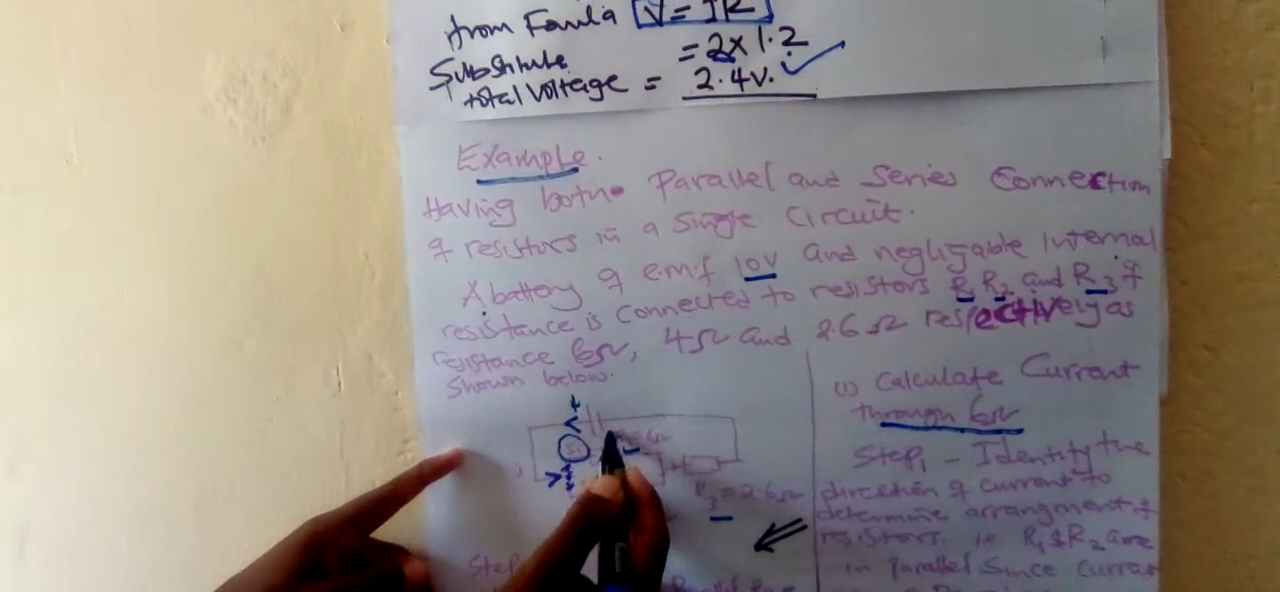 from Fomula V = IR
Substitute = 2 x 1.2
total Voltage = 2.4V.
Example.
Having both Parallel and Series Connection
of resistors in a single circuit.
A battery of e.m.f 10V and negligable Internal
resistance is connected to resistors R1 R2 and R3 of
resistance 6Ω, 4Ω and 2.6Ω respectively as
shown below.
+
R3 = 2.6Ω
Step
(i) Calculate Current
through 6Ω
Step1 - Identify the
direction of current to
determine arrangment of
resistors. ie R1 & R2 are
in parallel since current